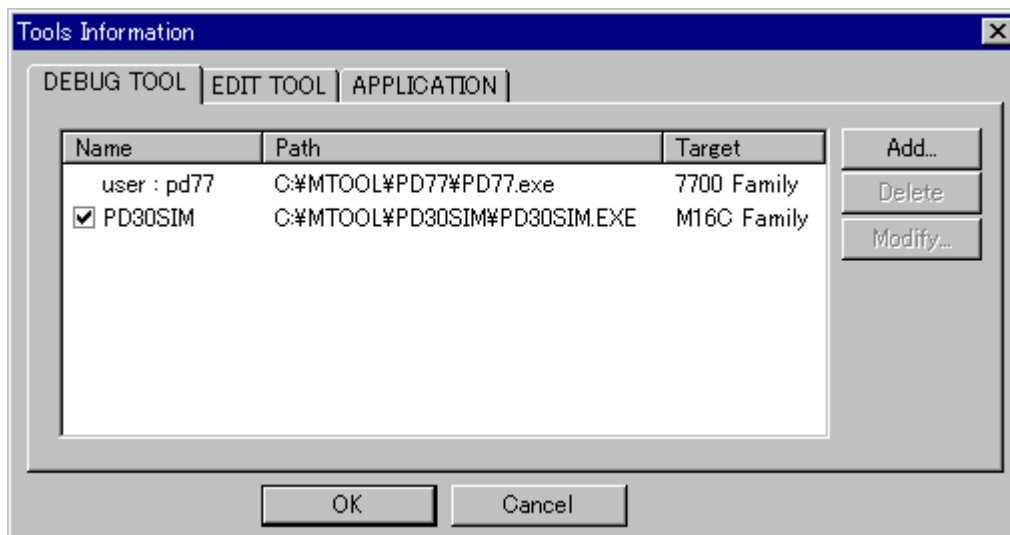 Tools Information
DEBUG TOOL EDIT TOOL APPLICATION
Name Path Target
user : pd77 C:¥MTOOL¥PD77¥PD77.exe 7700 Family
PD30SIM C:¥MTOOL¥PD30SIM¥PD30SIM.EXE M16C Family
Add...
Delete
Modify...
OK Cancel